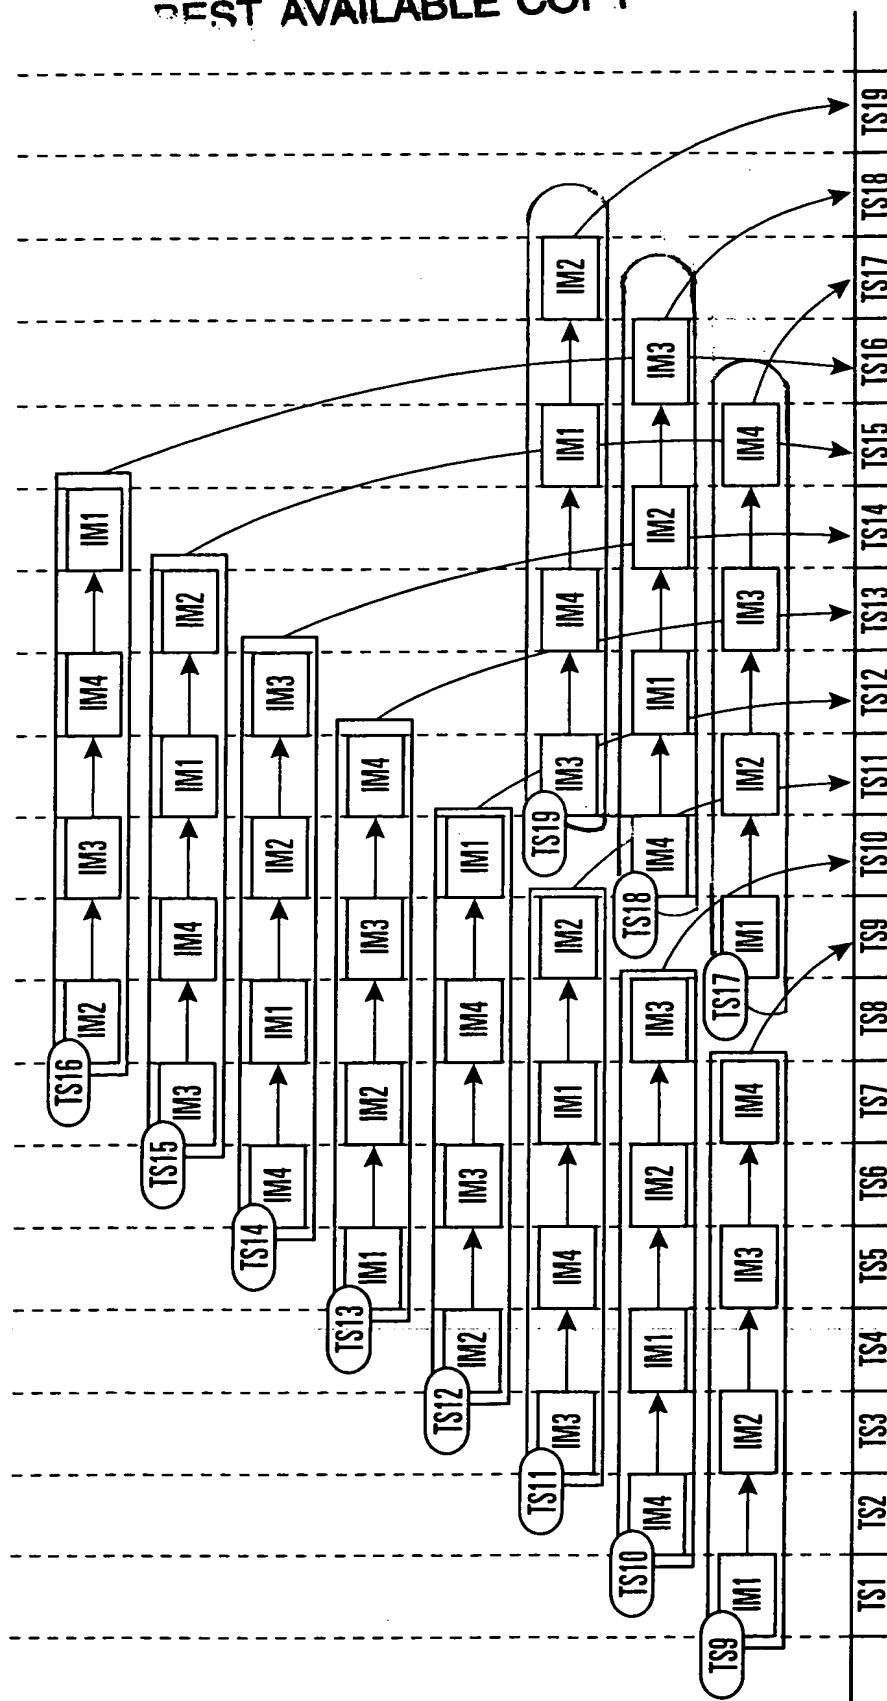 BEST AVAILABLE COPY
TS16 IM2 IM3 IM4 IM1
TS15 IM3 IM4 IM1 IM2
TS14 IM4 IM1 IM2 IM3
TS13 IM1 IM2 IM3 IM4
TS12 IM2 IM3 IM4 IM1
TS11 IM3 IM4 IM1 IM2 TS19 IM3 IM4 IM1 IM2
TS10 IM4 IM1 IM2 IM3 TS18 IM4 IM1 IM2 IM3
TS9 IM1 IM2 IM3 IM4 TS17 IM1 IM2 IM3 IM4
TS1 TS2 TS3 TS4 TS5 TS6 TS7 TS8 TS9 TS10 TS11 TS12 TS13 TS14 TS15 TS16 TS17 TS18 TS19